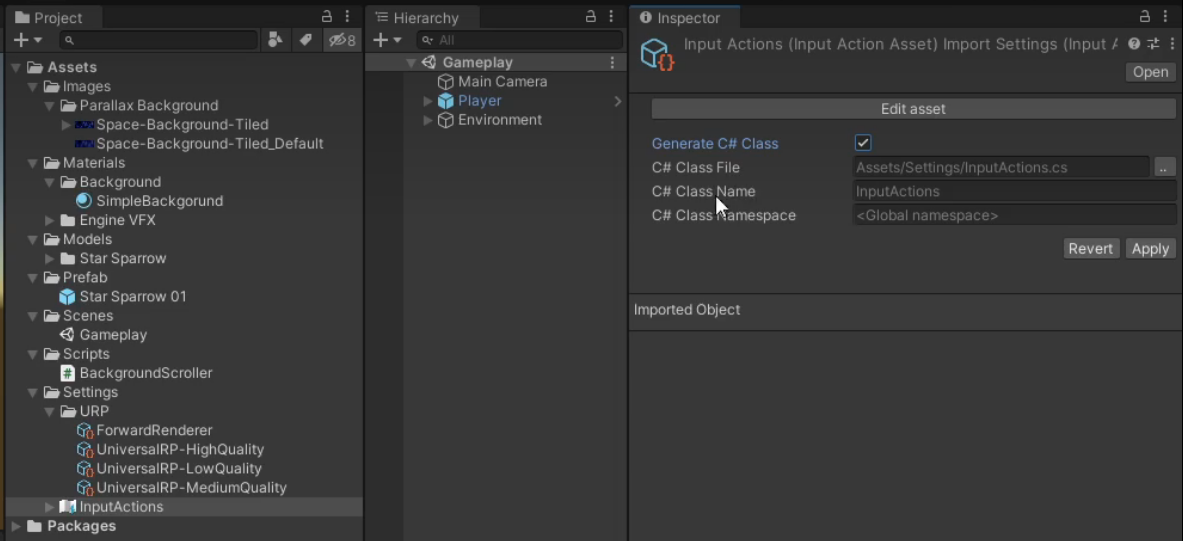 Project
8
Assets
Images
Parallax Background
Space-Background-Tiled
Space-Background-Tiled_Default
Materials
Background
SimpleBackgorund
Engine VFX
Models
Star Sparrow
Prefab
Star Sparrow 01
Scenes
Gameplay
Scripts
BackgroundScroller
Settings
URP
ForwardRenderer
UniversalRP-HighQuality
UniversalRP-LowQuality
UniversalRP-MediumQuality
InputActions
Packages
Hierarchy
All
Gameplay
Main Camera
Player
Environment
Inspector
Input Actions (Input Action Asset) Import Settings (Input A
Open
Edit asset
Generate C# Class
C# Class File Assets/Settings/InputActions.cs ..
C# Class Name InputActions
C# Class Namespace <Global namespace>
Revert Apply
Imported Object